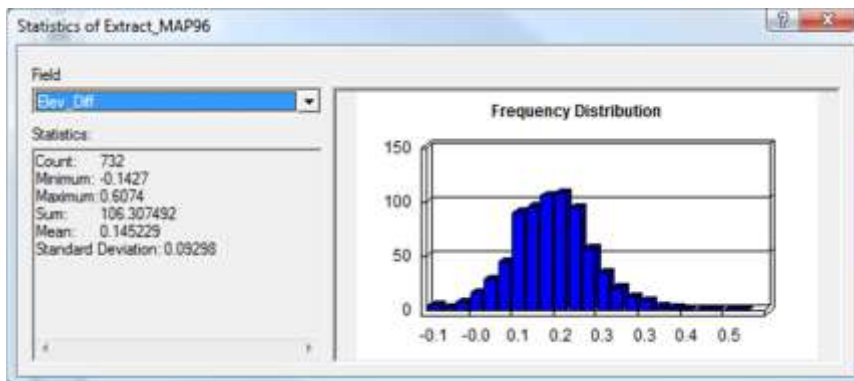 Statistics of Extract_MAP96
Field
Elev_Diff
Statistics:
Count: 732
Minimum: -0.1427
Maximum: 0.6074
Sum: 106.307492
Mean: 0.145229
Standard Deviation: 0.09298
Frequency Distribution
150
100
50
0
-0.1 -0.0 0.1 0.2 0.3 0.3 0.4 0.5